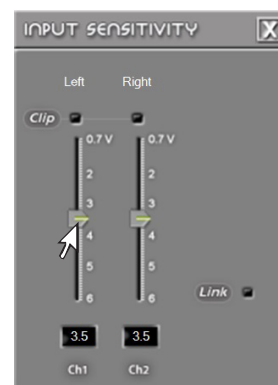 INPUT SENSITIVITY X
Left Right
Clip
0.7 V 0.7 V
2 2
3 3
4 4
5 5
6 6
Link
3.5 3.5
Ch1 Ch2